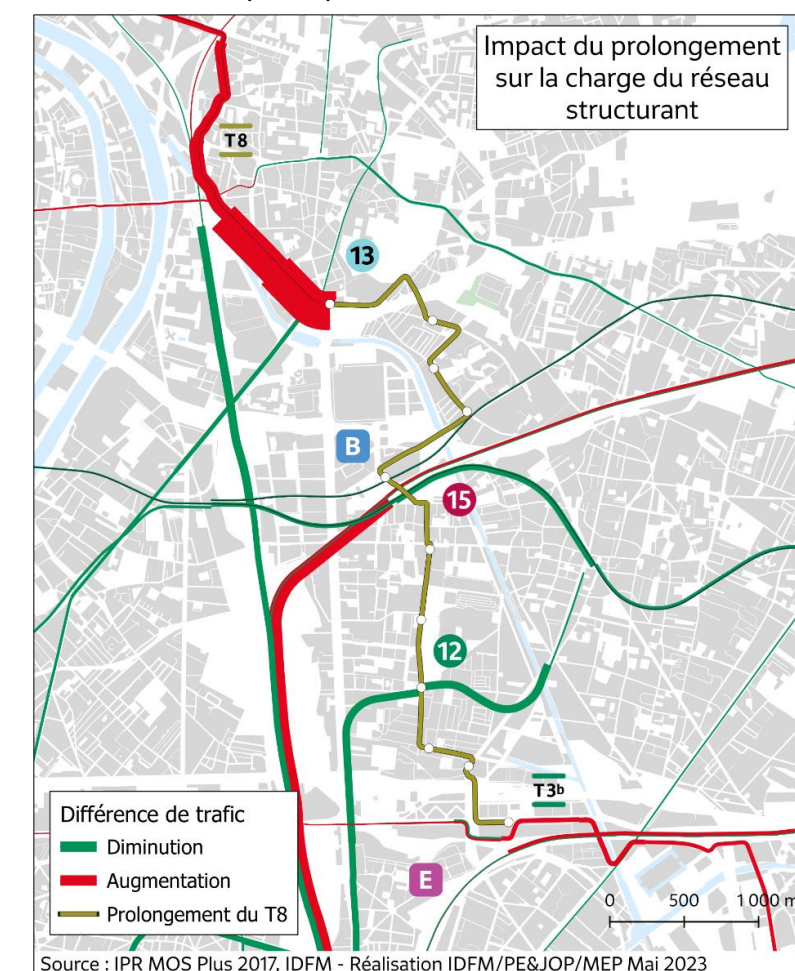 Impact du prolongement
sur la charge du réseau
structurant
T8
13
B
15
12
T3b
E
Différence de trafic
Diminution
Augmentation
Prolongement du T8
0 500 1 000 m
Source : IPR MOS Plus 2017, IDFM - Réalisation IDFM/PE&JOP/MEP Mai 2023